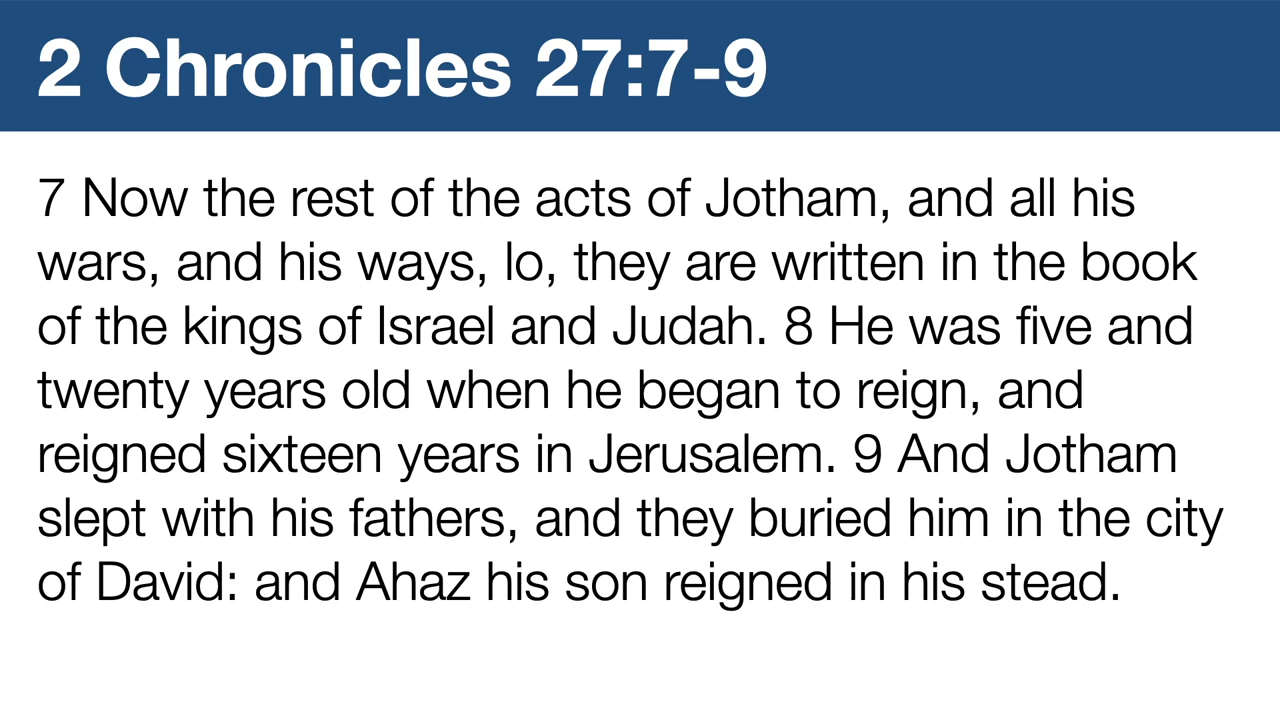 2 Chronicles 27:7-9
7 Now the rest of the acts of Jotham, and all his
wars, and his ways, lo, they are written in the book
of the kings of Israel and Judah. 8 He was five and
twenty years old when he began to reign, and
reigned sixteen years in Jerusalem. 9 And Jotham
slept with his fathers, and they buried him in the city
of David: and Ahaz his son reigned in his stead.